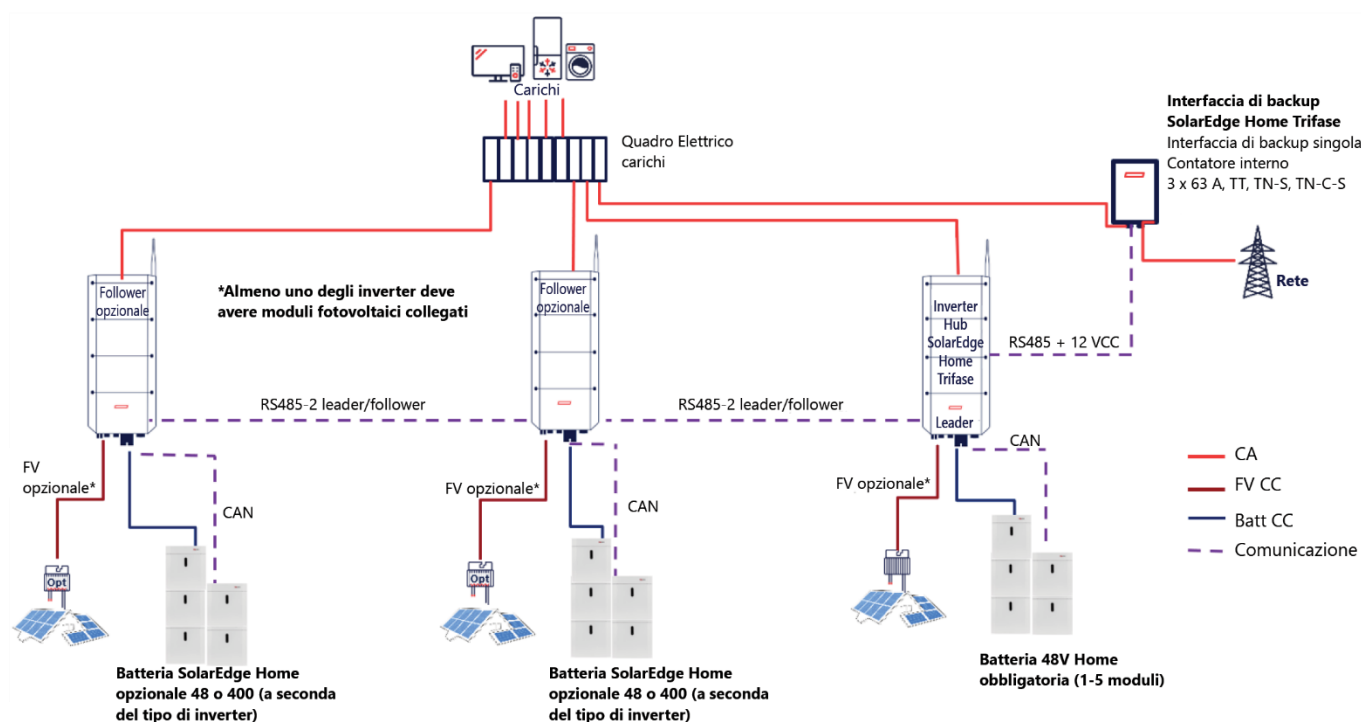 Carichi
Quadro Elettrico
carichi
Interfaccia di backup
SolarEdge Home Trifase
Interfaccia di backup singola
Contatore interno
3 x 63 A, TT, TN-S, TN-C-S
Rete
Follower
opzionale
*Almeno uno degli inverter deve
avere moduli fotovoltaici collegati
Follower
opzionale
Inverter
Hub
SolarEdge
Home
Trifase
Leader
RS485 + 12 VCC
RS485-2 leader/follower
RS485-2 leader/follower
FV
opzionale*
CAN
Opt
FV opzionale*
CAN
Opt
FV opzionale*
CAN
CA
FV CC
Batt CC
Comunicazione
Batteria SolarEdge Home
opzionale 48 o 400 (a seconda
del tipo di inverter)
Batteria SolarEdge Home
opzionale 48 o 400 (a seconda
del tipo di inverter)
Batteria 48V Home
obbligatoria (1-5 moduli)